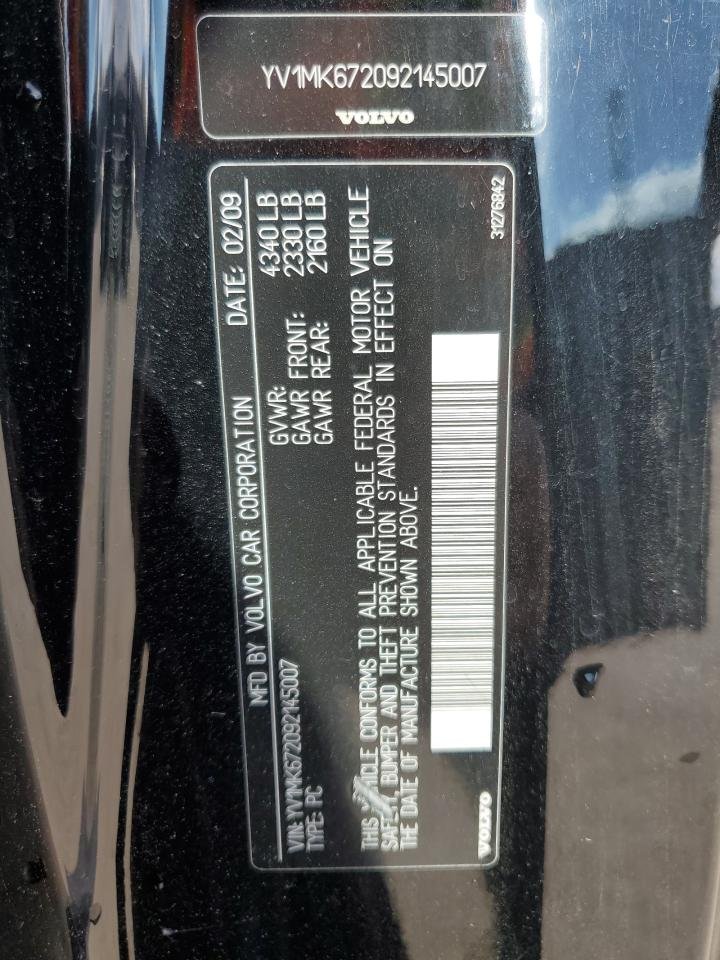 YV1MK672092145007
VOLVO
MFD BY VOLVO CAR CORPORATION DATE: 02/09
GVWR: 4340 LB
GAWR FRONT: 2330 LB
VIN: YV1MK672092145007 GAWR REAR: 2160 LB
TYPE: PC
THIS VEHICLE CONFORMS TO ALL APPLICABLE FEDERAL MOTOR VEHICLE
SAFETY, BUMPER AND THEFT PREVENTION STANDARDS IN EFFECT ON
THE DATE OF MANUFACTURE SHOWN ABOVE.
VOLVO
31276842